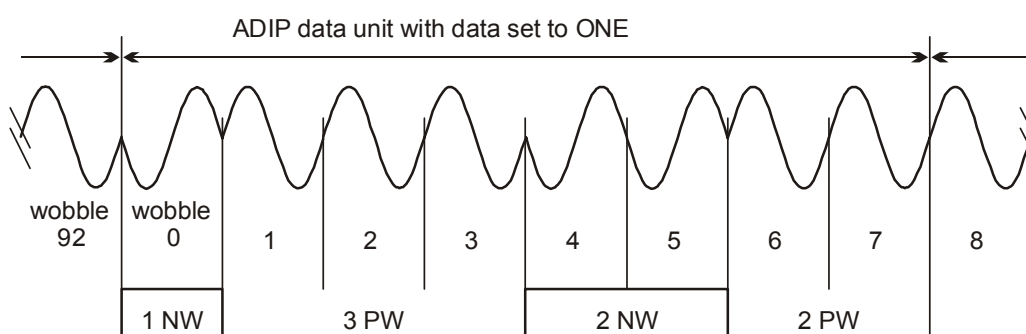 ADIP data unit with data set to ONE
wobble 92
wobble 0
1 2 3 4 5 6 7 8
1 NW 3 PW 2 NW 2 PW